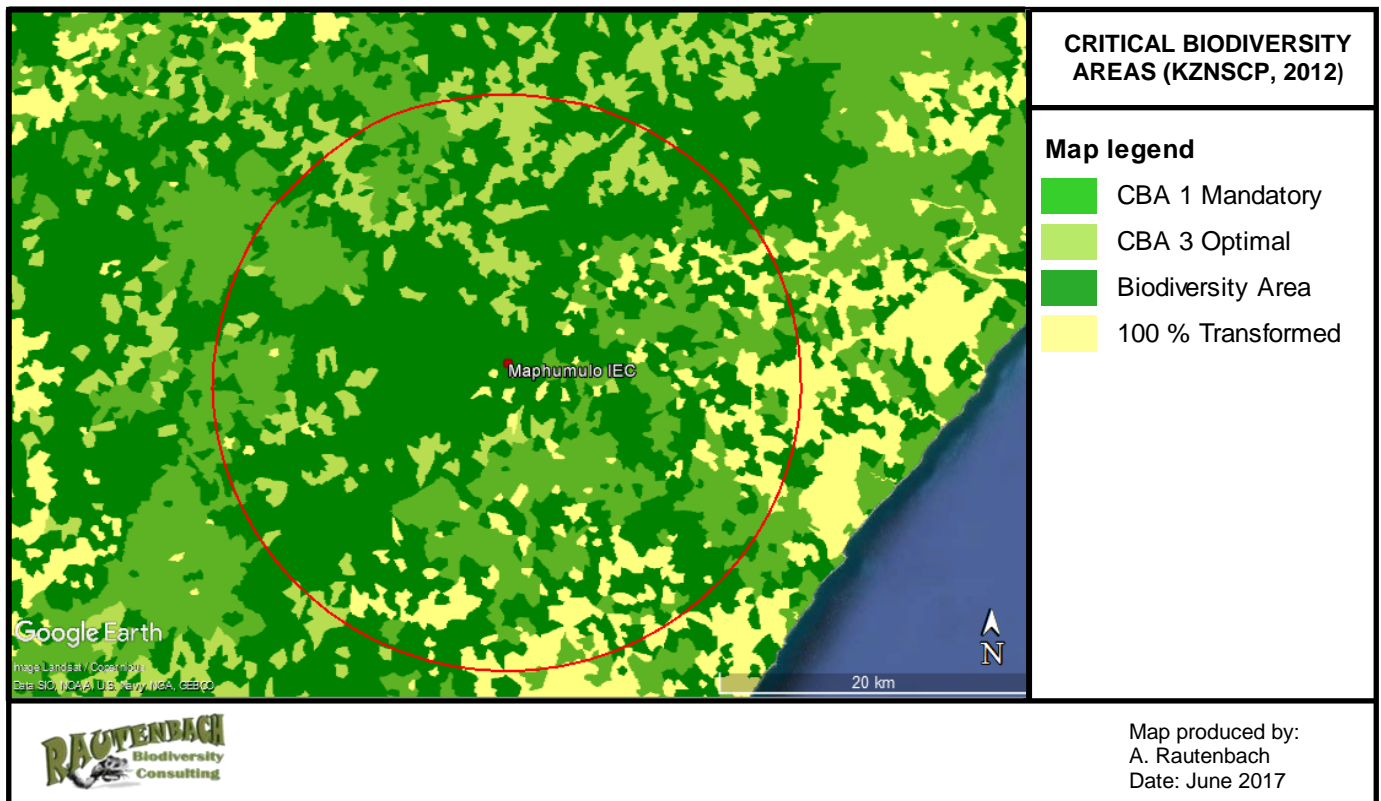 CRITICAL BIODIVERSITY
AREAS (KZNSCP, 2012)
Map legend
CBA 1 Mandatory
CBA 3 Optimal
Biodiversity Area
100 % Transformed
Maphumulo IEC
Google Earth
Image Landsat / Copernicus
Data SIO, NOAA, U.S. Navy, NGA, GEBCO
N
20 km
RAUTENBACH
Biodiversity
Consulting
Map produced by:
A. Rautenbach
Date: June 2017